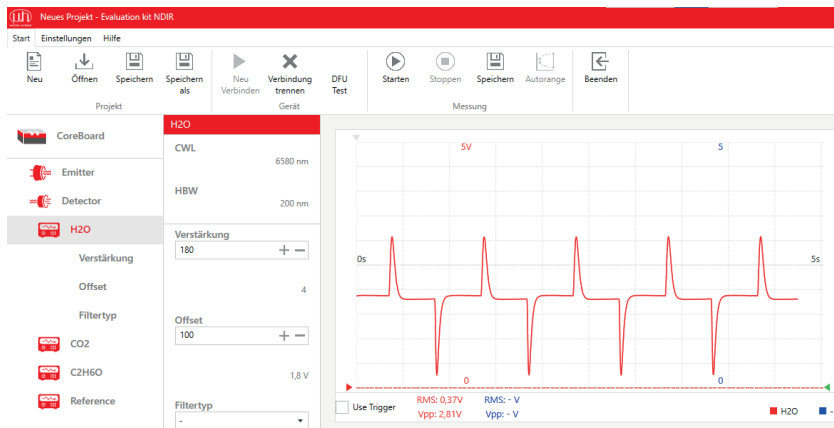 Neues Projekt - Evaluation kit NDIR
Start Einstellungen Hilfe
Neu Öffnen Speichern Speichern als Neu Verbinden Verbindung trennen DFU Test Starten Stoppen Speichern Autorange Beenden
Projekt Gerät Messung
CoreBoard
Emitter
Detector
H2O
Verstärkung
Offset
Filtertyp
CO2
C2H6O
Reference
H2O
CWL
6580 nm
HBW
200 nm
Verstärkung
180
4
Offset
100
1,8 V
Filtertyp
-
5V 5
0s 5s
0 0
Use Trigger
RMS: 0,37V RMS: - V
Vpp: 2,81V Vpp: - V
H2O -